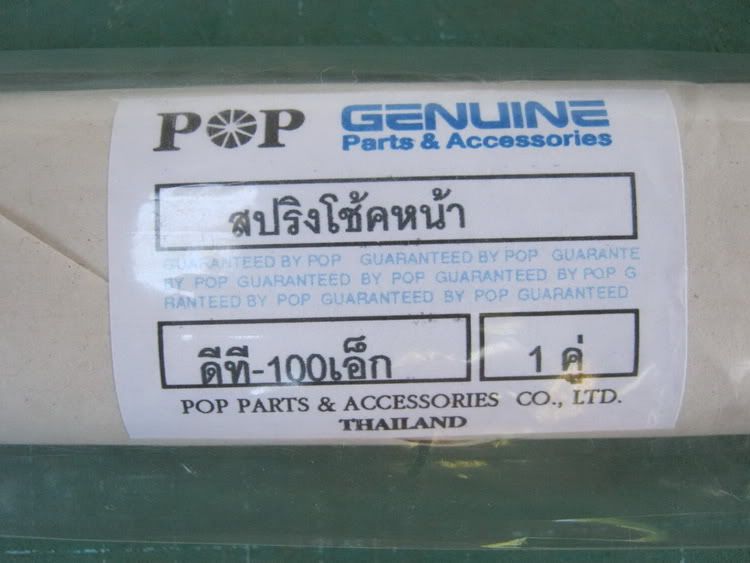 POP GENUINE
Parts & Accessories
สปริงโช้คหน้า
GUARANTEED BY POP GUARANTEED BY POP GUARANTE
BY POP GUARANTEED BY POP GUARANTEED BY POP G
RANTEED BY POP GUARANTEED BY POP GUARANTEED
ดีที-100เอ็ก 1 คู่
POP PARTS & ACCESSORIES CO., LTD.
THAILAND